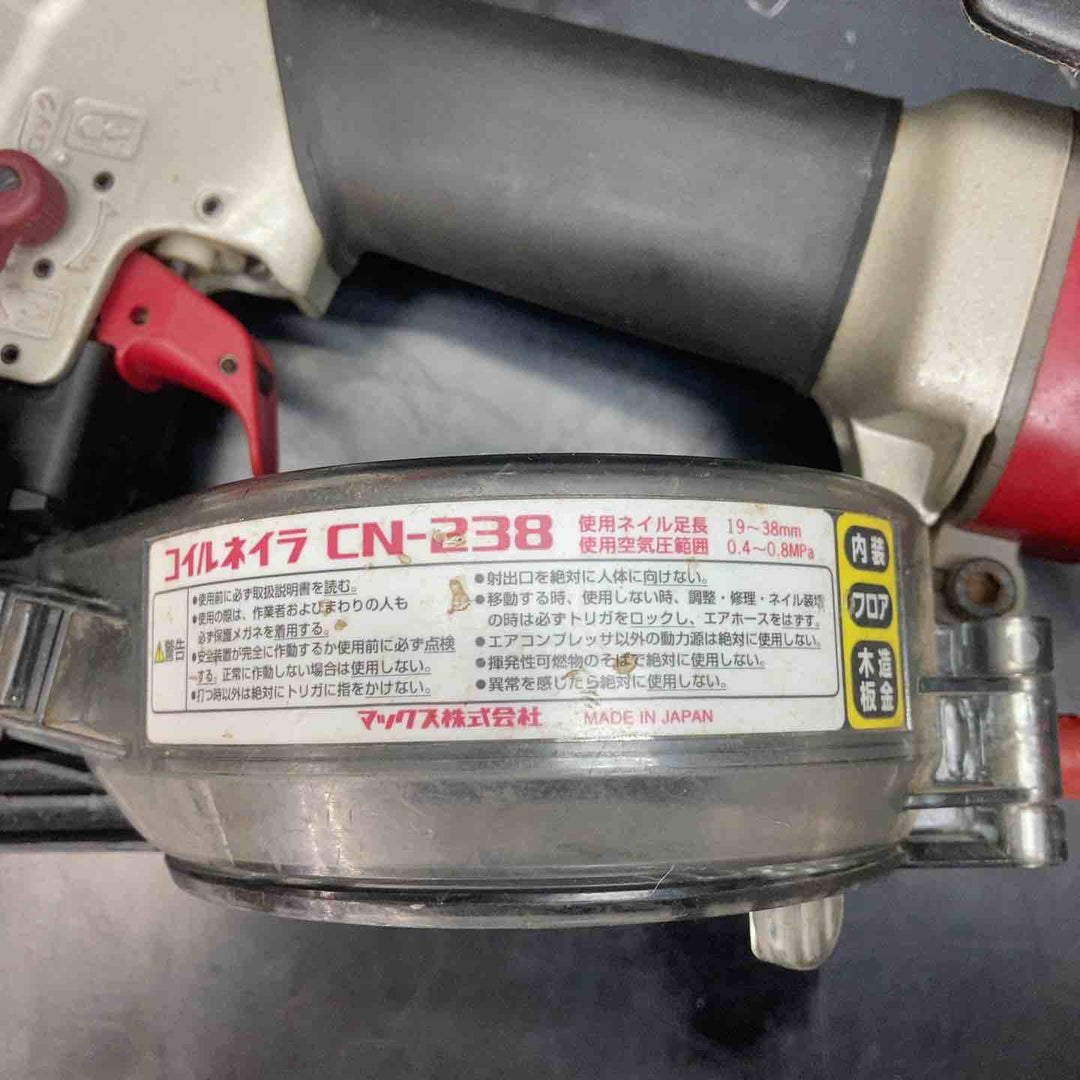 コイルネイラ CN-238
使用ネイル足長 19～38mm
使用空気圧範囲 0.4～0.8MPa
警告
●使用前に必ず取扱説明書を読む。
●使用の際は、作業者およびまわりの人も
必ず保護メガネを着用する。
●安全装置が完全に作動するか使用前に必ず点検
する。正常に作動しない場合は使用しない。
●打つ時以外は絶対にトリガに指をかけない。
●射出口を絶対に人体に向けない。
●移動する時、使用しない時、調整・修理・ネイル装填
の時は必ずトリガをロックし、エアホースをはずす。
●エアコンプレッサ以外の動力源は絶対に使用しない。
●揮発性可燃物のそばで絶対に使用しない。
●異常を感じたら絶対に使用しない。
マックス株式会社 MADE IN JAPAN
内装
フロア
木造
板金